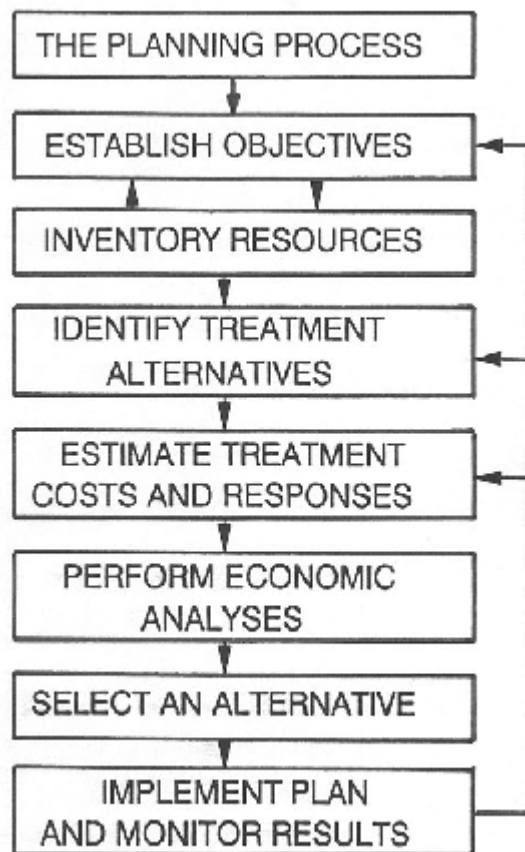 THE PLANNING PROCESS
ESTABLISH OBJECTIVES
INVENTORY RESOURCES
IDENTIFY TREATMENT
ALTERNATIVES
ESTIMATE TREATMENT
COSTS AND RESPONSES
PERFORM ECONOMIC
ANALYSES
SELECT AN ALTERNATIVE
IMPLEMENT PLAN
AND MONITOR RESULTS